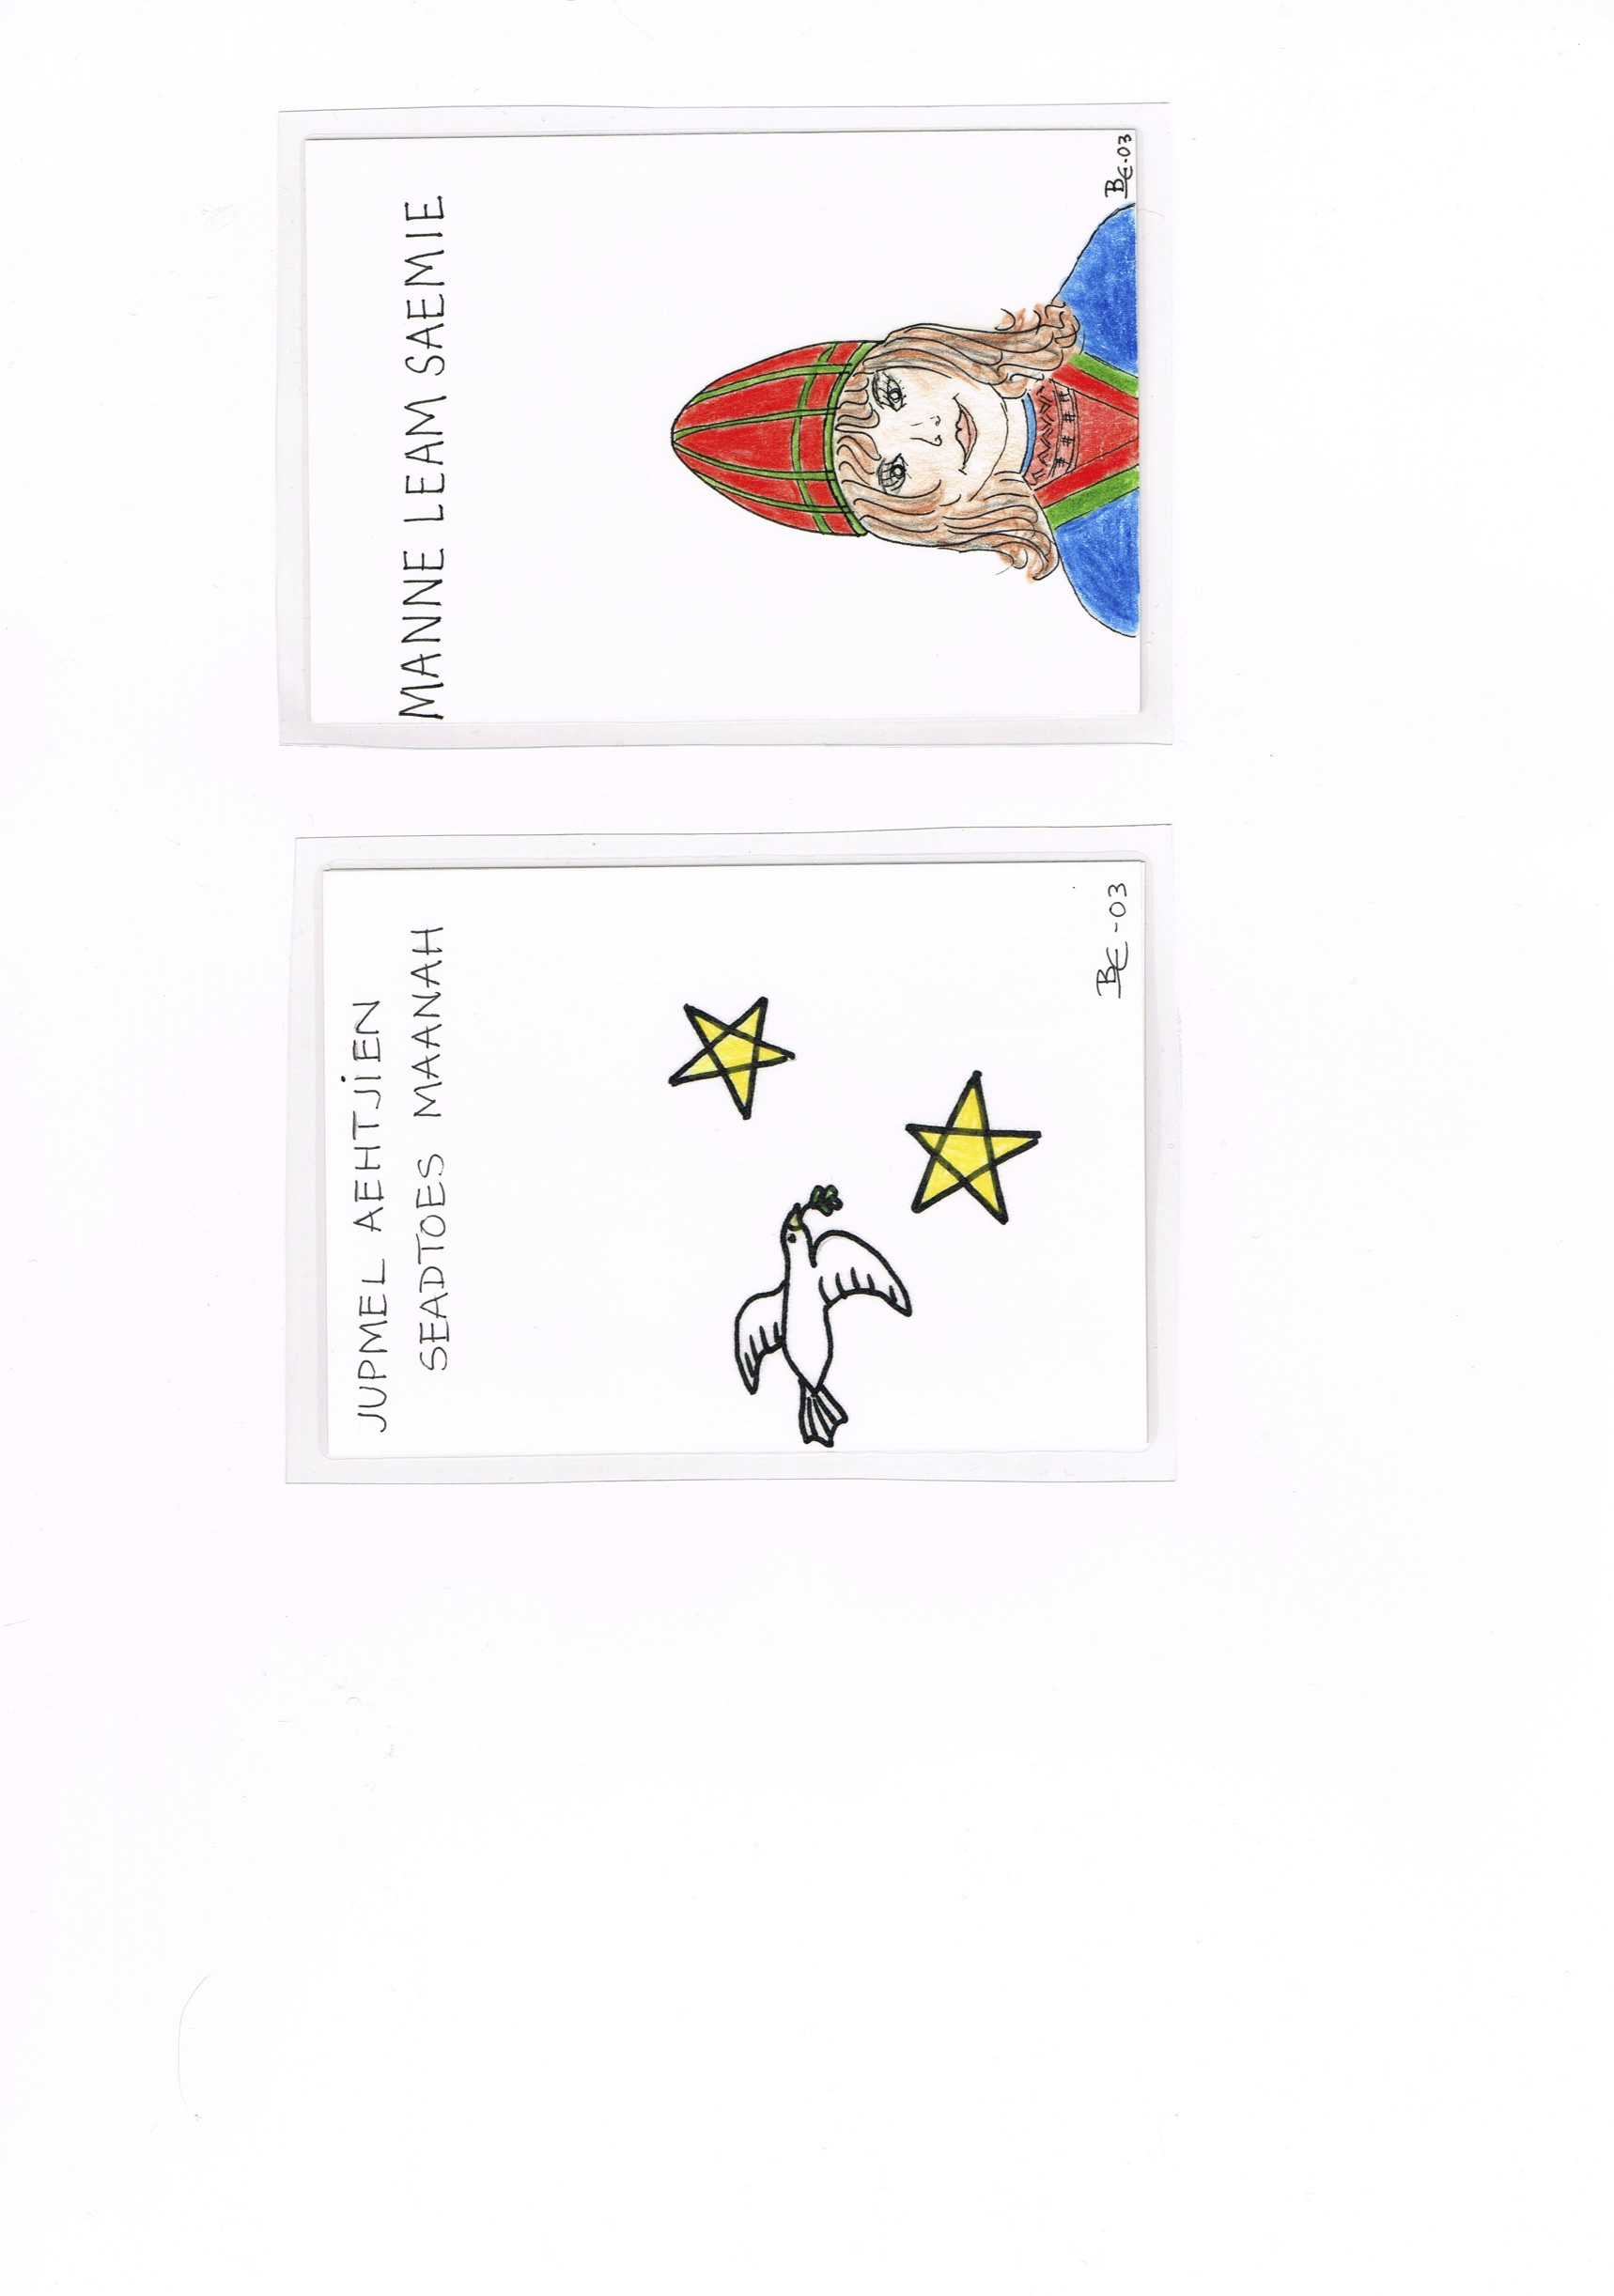 MANNE LEAM SAEMIE
BE-03
JUPMEL AEHTJIEN
SEADTOES MAANAH
BE-03